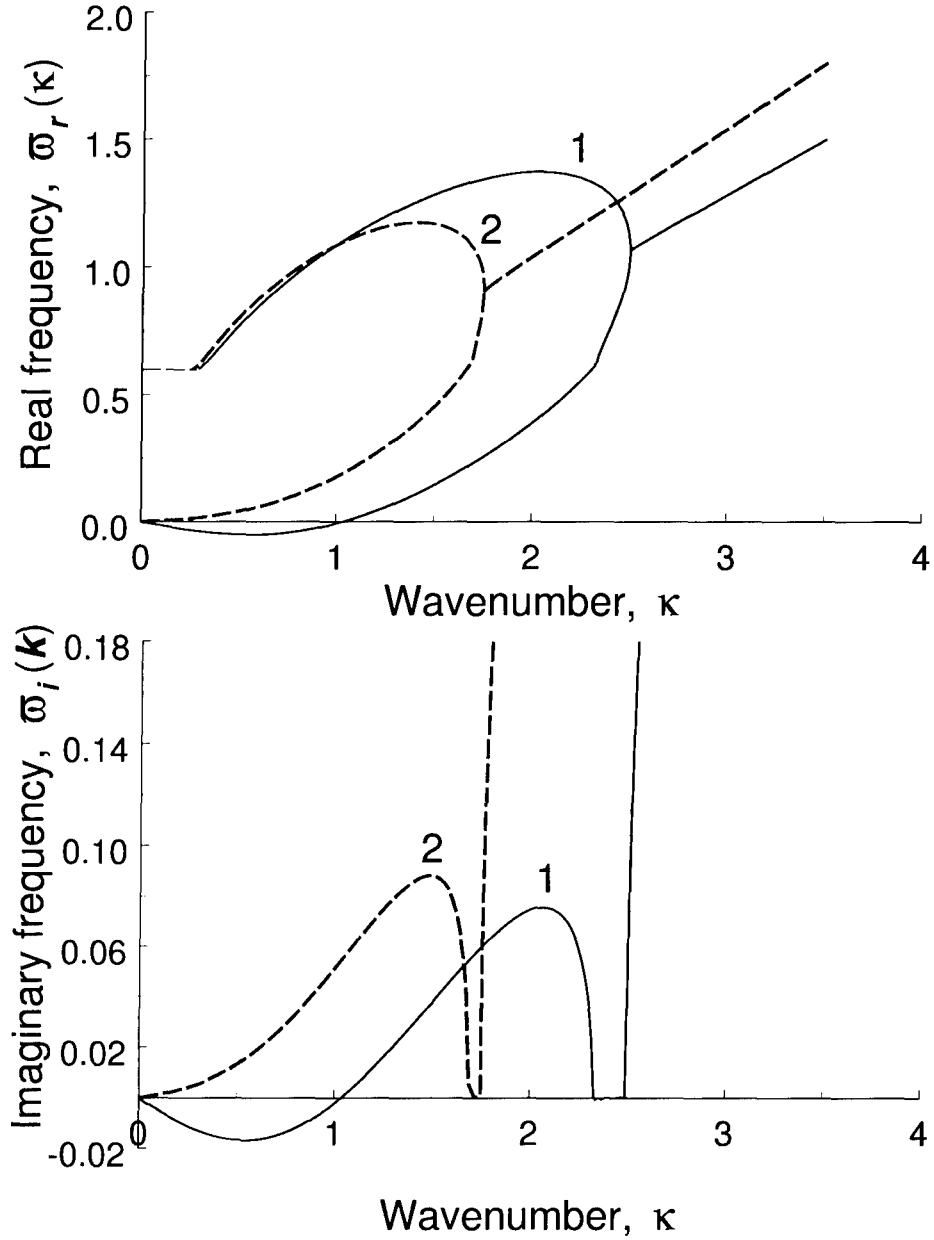 Real frequency, ϖr(κ)
2.0
1.5
1.0
0.5
0.0
1
2
0 1 2 3 4
Wavenumber, κ
Imaginary frequency, ϖi(k)
0.18
0.14
0.10
0.06
0.02
-0.02
2
1
0 1 2 3 4
Wavenumber, κ